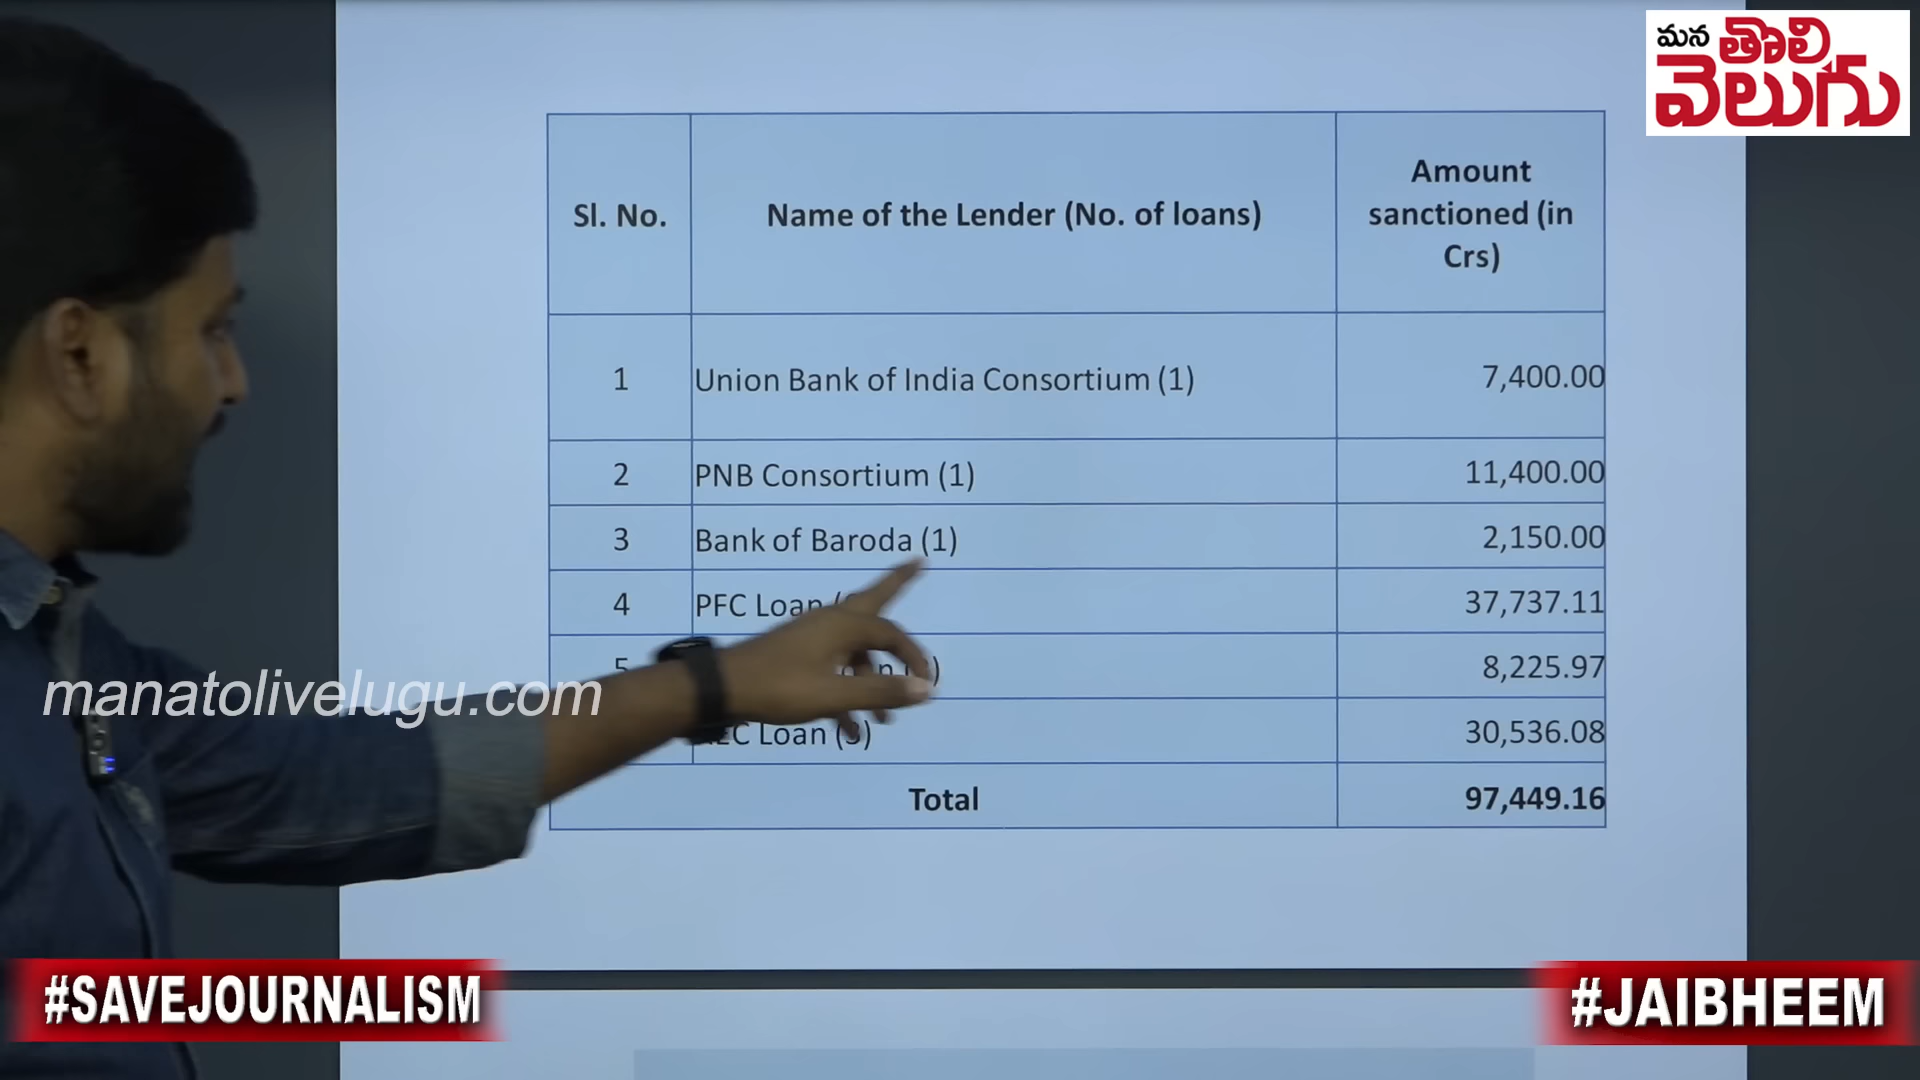 మన
తొలి
వెలుగు
Sl. No.
Name of the Lender (No. of loans)
Amount
sanctioned (in
Crs)
1
Union Bank of India Consortium (1)
7,400.00
2
PNB Consortium (1)
11,400.00
3
Bank of Baroda (1)
2,150.00
4
PFC Loan
37,737.11
8,225.97
Loan
30,536.08
Total
97,449.16
manatolivelugu.com
#SAVEJOURNALISM
#JAIBHEEM